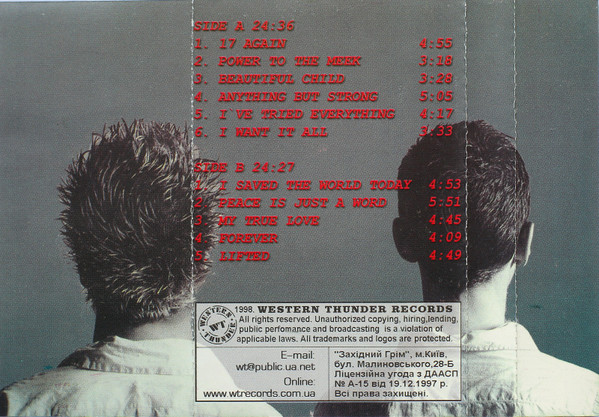 SIDE A 24:36
1. 17 AGAIN 4:55
2. POWER TO THE MEEK 3:18
3. BEAUTIFUL CHILD 3:28
4. ANYTHING BUT STRONG 5:05
5. I`VE TRIED EVERYTHING 4:17
6. I WANT IT ALL 3:33
SIDE B 24:27
1. I SAVED THE WORLD TODAY 4:53
2. PEACE IS JUST A WORD 5:51
3. MY TRUE LOVE 4:45
4. FOREVER 4:09
5. LIFTED 4:49
WESTERN
WT
THUNDER
1998. WESTERN THUNDER RECORDS
All rights reserved. Unauthorized copying, hiring,lending,
public perfomance and broadcasting is a violation of
applicable laws. All trademarks and logos are protected.
E-mail:
wt@public.ua.net
Online:
www.wtrecords.com.ua
"Західний Грім", м.Київ,
бул. Малиновського,28-Б
Ліцензійна угода з ДААСП
№ А-15 від 19.12.1997 р.
Всі права захищені.